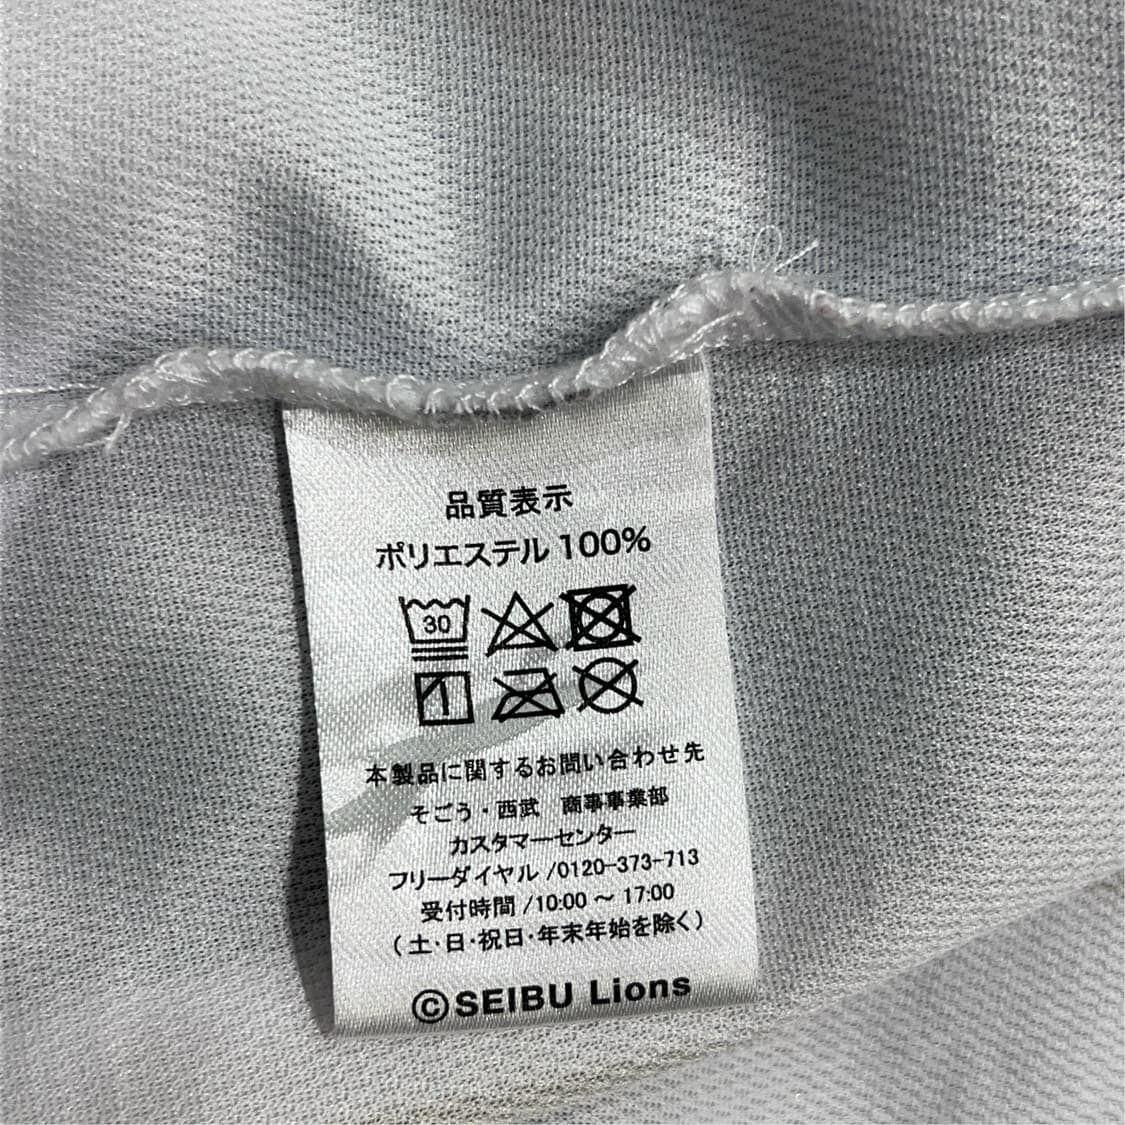 品質表示
ポリエステル 100%
30
本製品に関するお問い合わせ先
そごう・西武 商事事業部
カスタマーセンター
フリーダイヤル /0120-373-713
受付時間 /10:00 〜 17:00
(土・日・祝日・年末年始を除く)
©SEIBU Lions